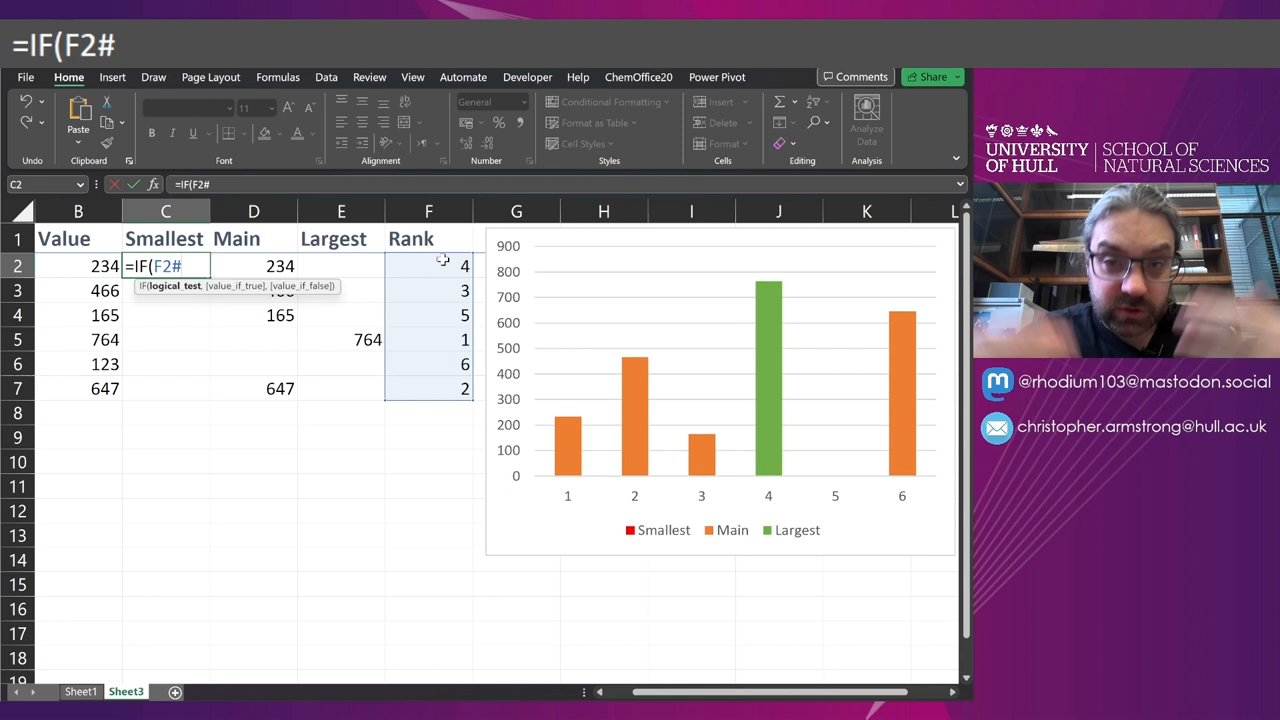 =IF(F2#
File Home Insert Draw Page Layout Formulas Data Review View Automate Developer Help ChemOffice20 Power Pivot Comments Share
11 General Conditional Formatting Insert
Paste Format as Table Delete Analyze
B I U Cell Styles Format Data
Undo Clipboard Font Alignment Number Styles Cells Editing Analysis
C2 fx =IF(F2#
B C D E F G H I J K L
1 Value Smallest Main Largest Rank
2 234 =IF(F2# 234 4
IF(logical_test, [value_if_true], [value_if_false])
3 466 3
4 165 165 5
5 764 764 1
6 123 6
7 647 647 2
8
9
10
11
12
13
14
15
16
17
18
19
900
800
700
600
500
400
300
200
100
0
1 2 3 4 5 6
Smallest Main Largest
Sheet1 Sheet3
UNIVERSITY OF HULL
SCHOOL OF NATURAL SCIENCES
@rhodium103@mastodon.social
christopher.armstrong@hull.ac.uk